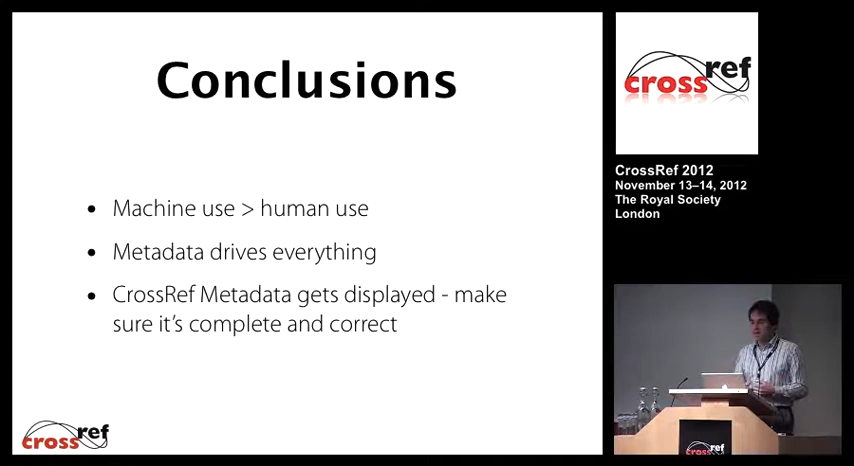 Conclusions
• Machine use > human use
• Metadata drives everything
• CrossRef Metadata gets displayed - make
sure it's complete and correct
crossref
crossref
CrossRef 2012
November 13–14, 2012
The Royal Society
London
crossref